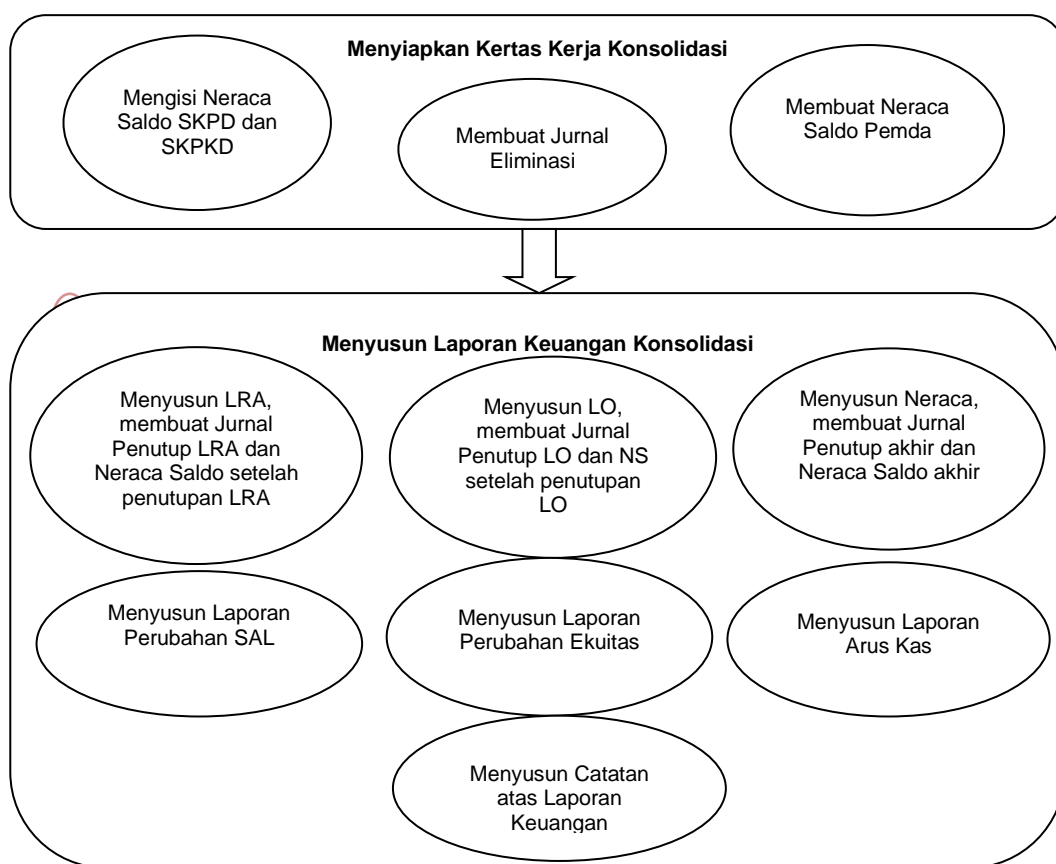 Menyiapkan Kertas Kerja Konsolidasi
Mengisi Neraca
Saldo SKPD dan
SKPKD
Membuat Jurnal
Eliminasi
Membuat Neraca
Saldo Pemda
Menyusun Laporan Keuangan Konsolidasi
Menyusun LRA,
membuat Jurnal
Penutup LRA dan
Neraca Saldo setelah
penutupan LRA
Menyusun LO,
membuat Jurnal
Penutup LO dan NS
setelah penutupan
LO
Menyusun Neraca,
membuat Jurnal
Penutup akhir dan
Neraca Saldo akhir
Menyusun Laporan
Perubahan SAL
Menyusun Laporan
Perubahan Ekuitas
Menyusun Laporan
Arus Kas
Menyusun Catatan
atas Laporan
Keuangan